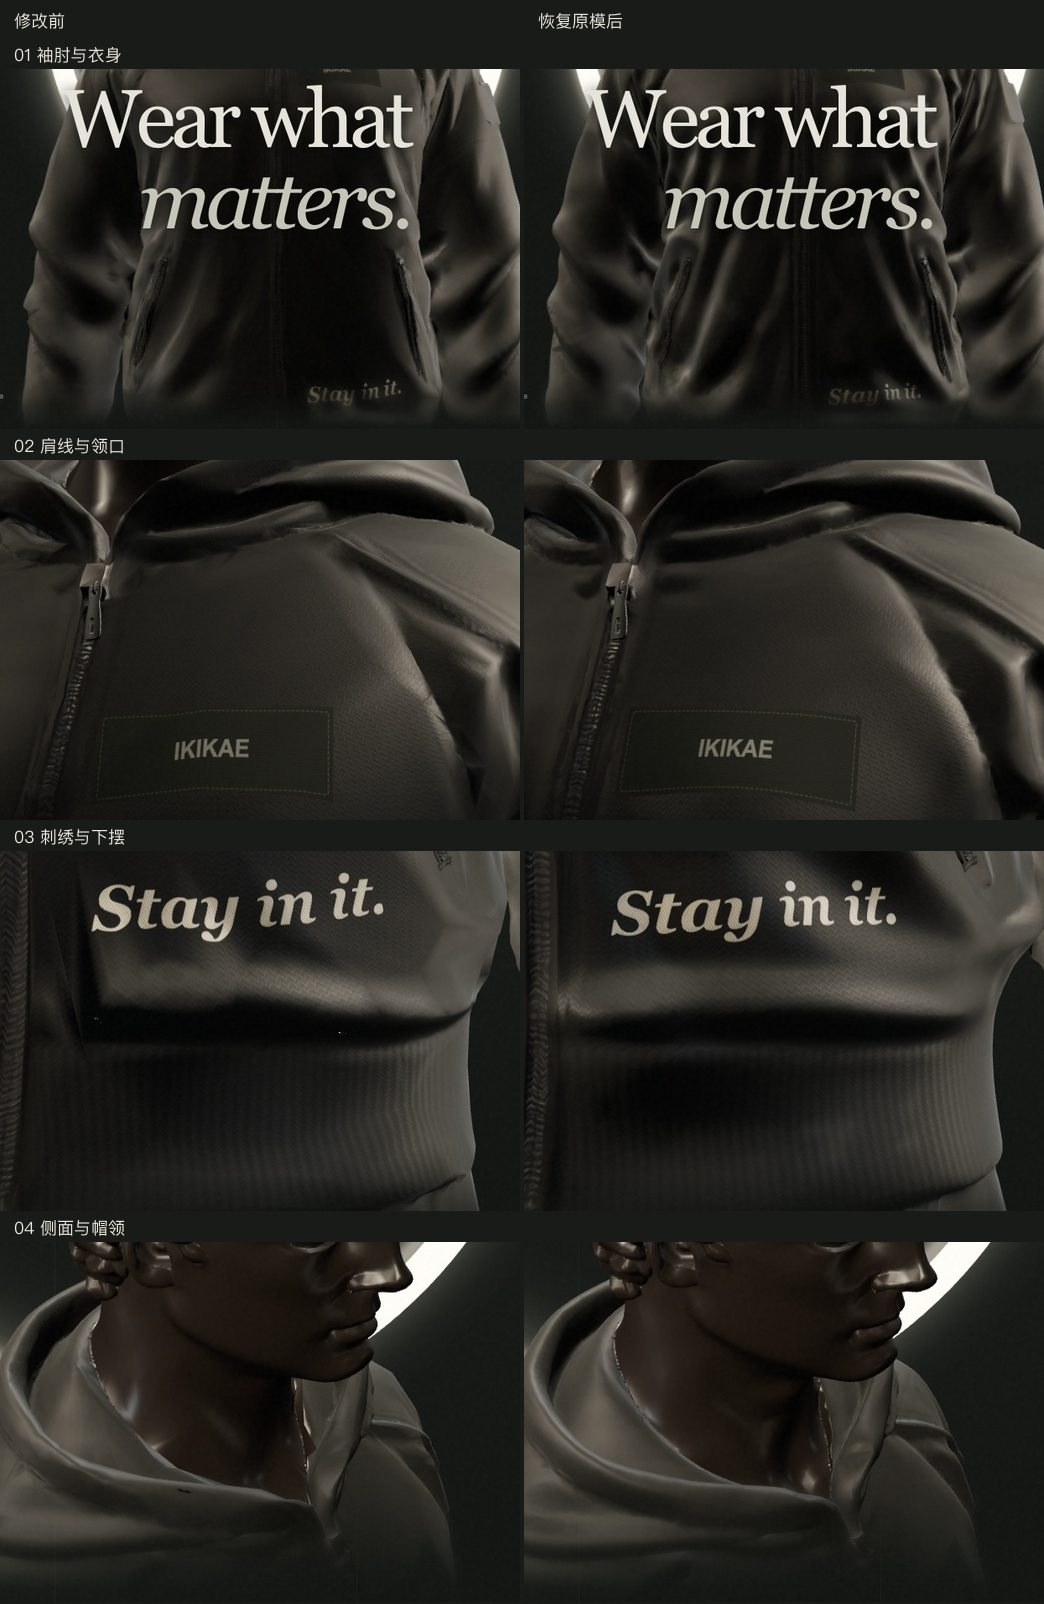 修改前
恢复原模后
01 袖肘与衣身
Wear what
matters.
Stay in it.
IKIKAE
Wear what
matters.
Stay in it.
IKIKAE
02 肩线与领口
IKIKAE
IKIKAE
03 刺绣与下摆
Stay in it.
Stay in it.
04 侧面与帽领